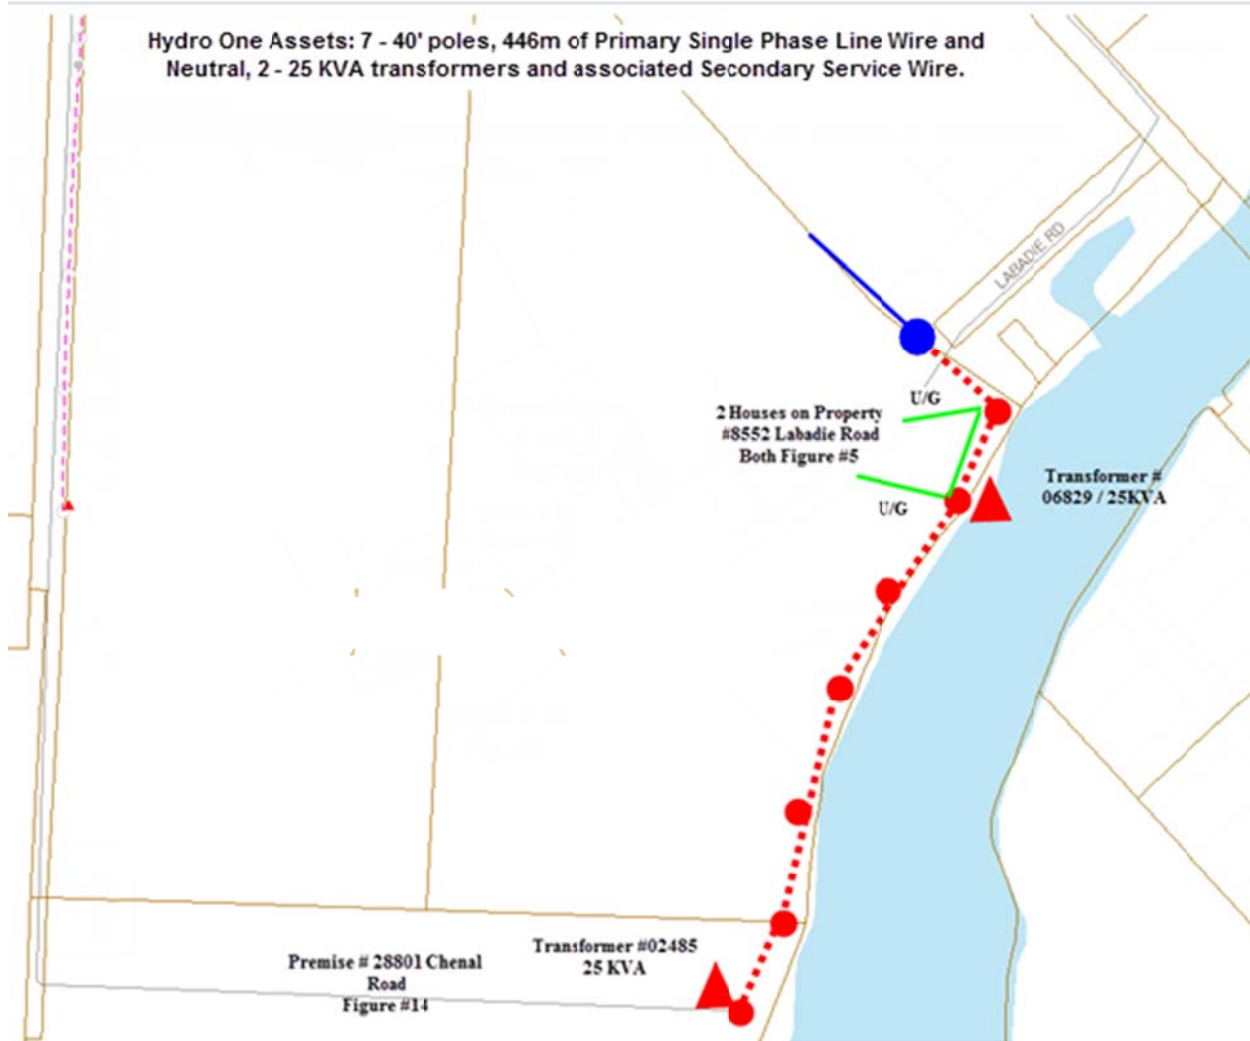 Hydro One Assets: 7 - 40' poles, 446m of Primary Single Phase Line Wire and
Neutral, 2 - 25 KVA transformers and associated Secondary Service Wire.
LABADIE RD
U/G
2 Houses on Property
#8552 Labadie Road
Both Figure #5
Transformer #
06829 / 25KVA
U/G
Transformer #02485
25 KVA
Premise # 28801 Chenal
Road
Figure #14